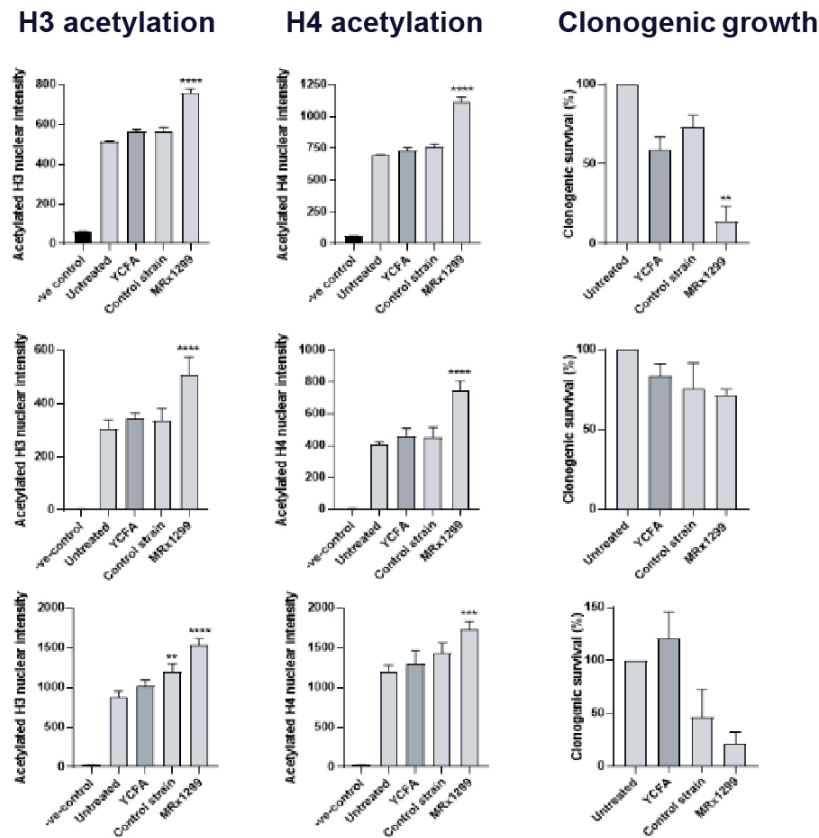 H3 acetylation
H4 acetylation
Clonogenic growth
Acetylated H3 nuclear intensity
800
600
400
200
0
****
-ve control
Untreated
YCFA
Control strain
MRx1299
Acetylated H4 nuclear intensity
1250
1000
750
500
250
0
****
-ve control
Untreated
YCFA
Control strain
MRx1299
Clonogenic survival (%)
100
50
0
**
Untreated
YCFA
Control strain
MRx1299
Acetylated H3 nuclear intensity
600
400
200
0
****
-ve-control
Untreated
YCFA
Control strain
MRx1299
Acetylated H4 nuclear intensity
1000
800
600
400
200
0
****
-ve-control
Untreated
YCFA
Control strain
MRx1299
Clonogenic survival (%)
100
50
0
Untreated
YCFA
Control strain
MRx1299
Acetylated H3 nuclear intensity
2000
1500
1000
500
0
**
****
-ve-control
Untreated
YCFA
Control strain
MRx1299
Acetylated H4 nuclear intensity
2000
1500
1000
500
0
***
-ve-control
Untreated
YCFA
Control strain
MRx1299
Clonogenic survival (%)
150
100
50
0
Untreated
YCFA
Control strain
MRx1299